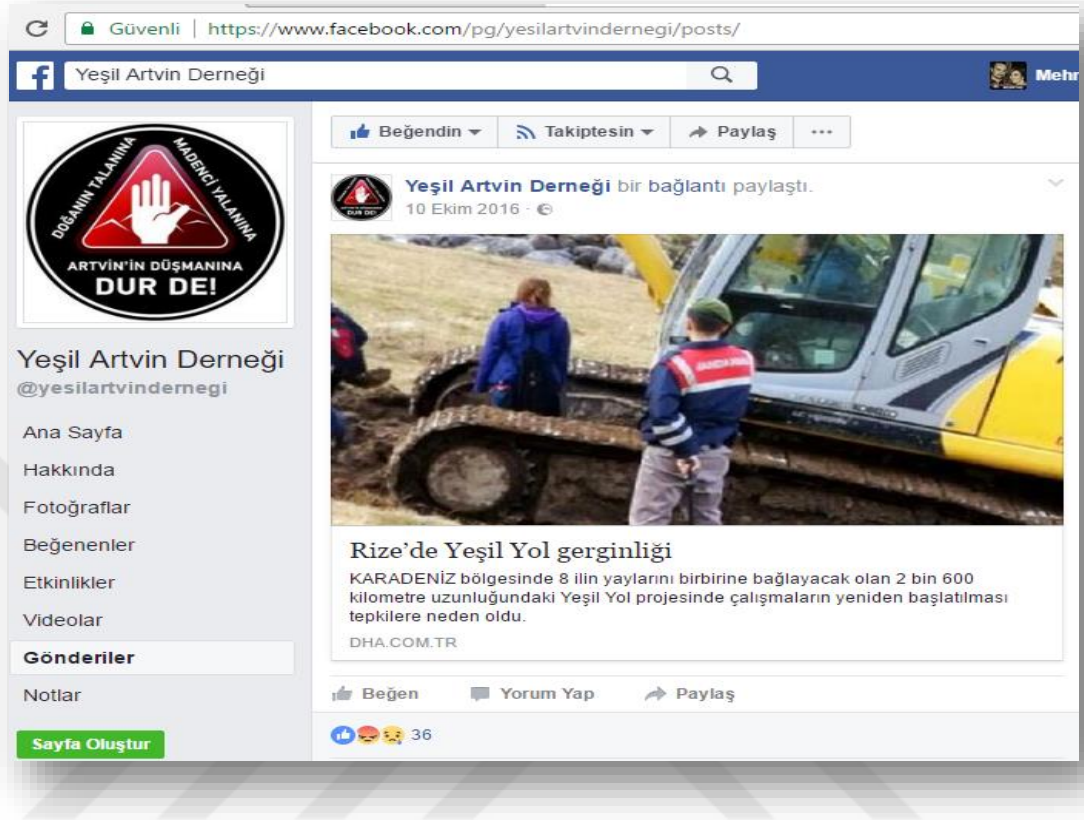 Güvenli | https://www.facebook.com/pg/yesilartvindernegi/posts/
f Yeşil Artvin Derneği
Mehr
DOĞANIN TALANINA
MADENCİ YALANINA
ARTVİN'İN DÜŞMANINA
DUR DE!
Yeşil Artvin Derneği
@yesilartvindernegi
Ana Sayfa
Hakkında
Fotoğraflar
Beğenenler
Etkinlikler
Videolar
Gönderiler
Notlar
Sayfa Oluştur
Beğendin Takiptesin Paylaş ...
Yeşil Artvin Derneği bir bağlantı paylaştı.
10 Ekim 2016 ·
DUR DE!
Rize’de Yeşil Yol gerginliği
KARADENİZ bölgesinde 8 ilin yaylarını birbirine bağlayacak olan 2 bin 600
kilometre uzunluğundaki Yeşil Yol projesinde çalışmaların yeniden başlatılması
tepkilere neden oldu.
DHA.COM.TR
Beğen Yorum Yap Paylaş
36